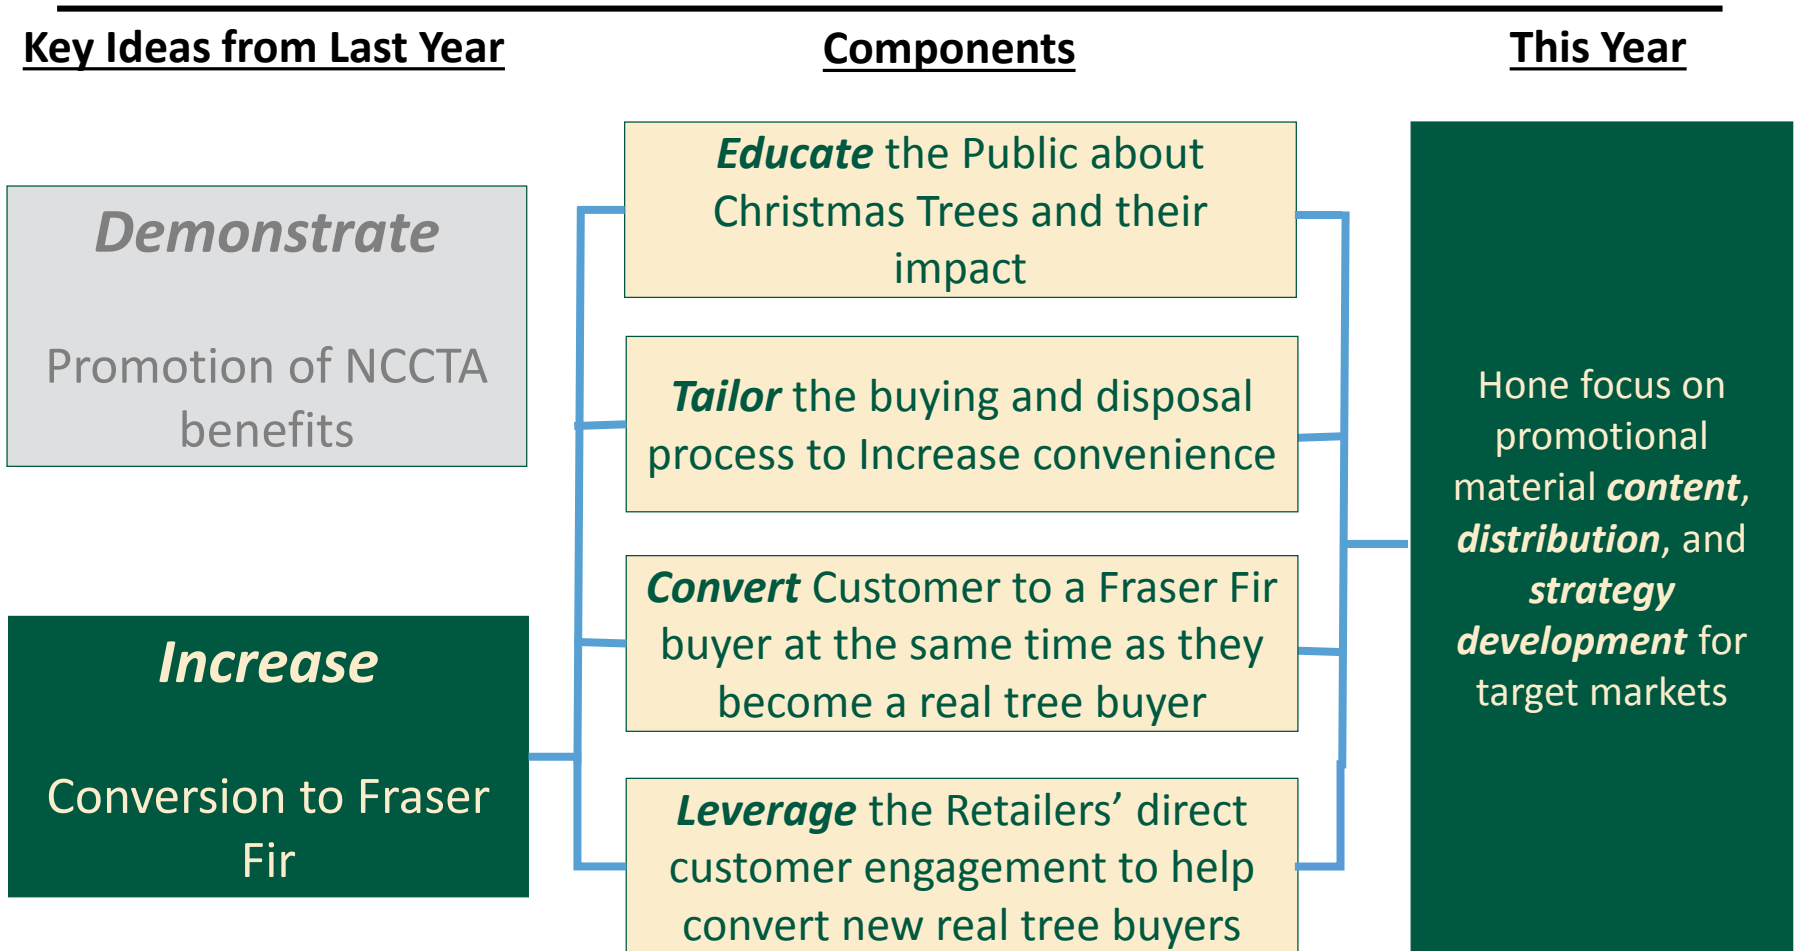 Key Ideas from Last Year
Components
This Year
Demonstrate
Promotion of NCCTA
benefits
Increase
Conversion to Fraser
Fir
Educate the Public about
Christmas Trees and their
impact
Tailor the buying and disposal
process to Increase convenience
Convert Customer to a Fraser Fir
buyer at the same time as they
become a real tree buyer
Leverage the Retailers’ direct
customer engagement to help
convert new real tree buyers
Hone focus on
promotional
material content,
distribution, and
strategy
development for
target markets